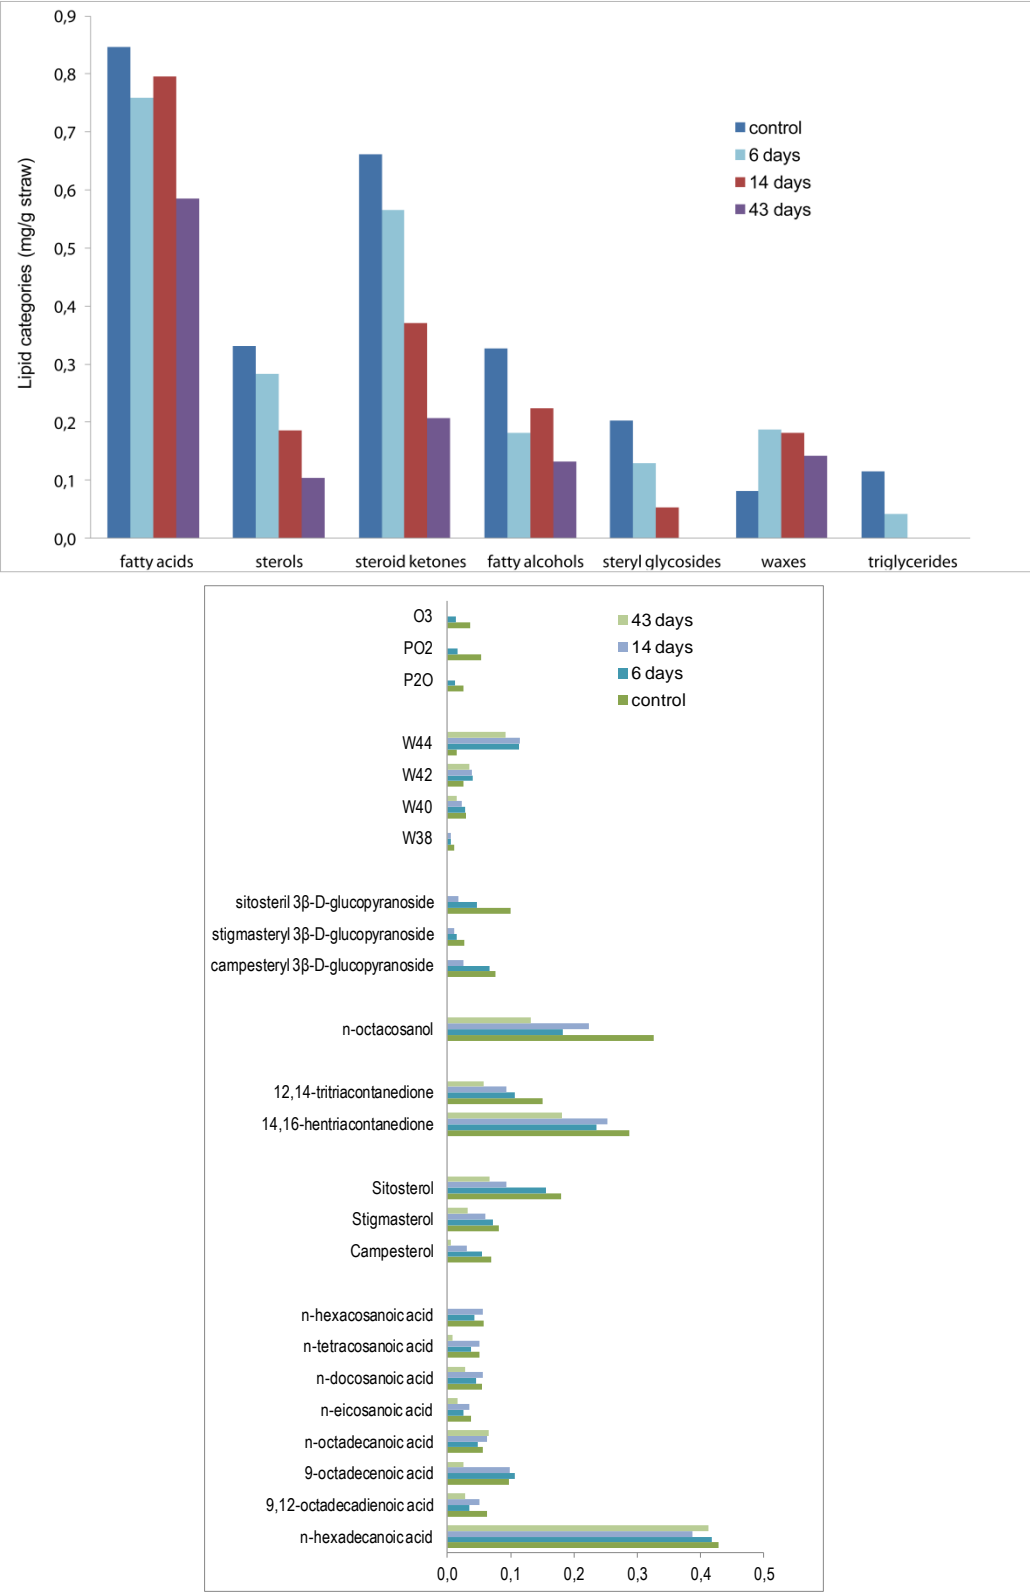 0,9
0,8
0,7
0,6
0,5
0,4
0,3
0,2
0,1
0,0
Lipid categories (mg/g straw)
control
6 days
14 days
43 days
fatty acids
sterols
steroid ketones
fatty alcohols
steryl glycosides
waxes
triglycerides
O3
PO2
P2O
W44
W42
W40
W38
sitosteril 3β-D-glucopyranoside
stigmasteryl 3β-D-glucopyranoside
campesteryl 3β-D-glucopyranoside
n-octacosanol
12,14-tritriacontanedione
14,16-hentriacontanedione
Sitosterol
Stigmasterol
Campesterol
n-hexacosanoic acid
n-tetracosanoic acid
n-docosanoic acid
n-eicosanoic acid
n-octadecanoic acid
9-octadecenoic acid
9,12-octadecadienoic acid
n-hexadecanoic acid
43 days
14 days
6 days
control
0,0 0,1 0,2 0,3 0,4 0,5